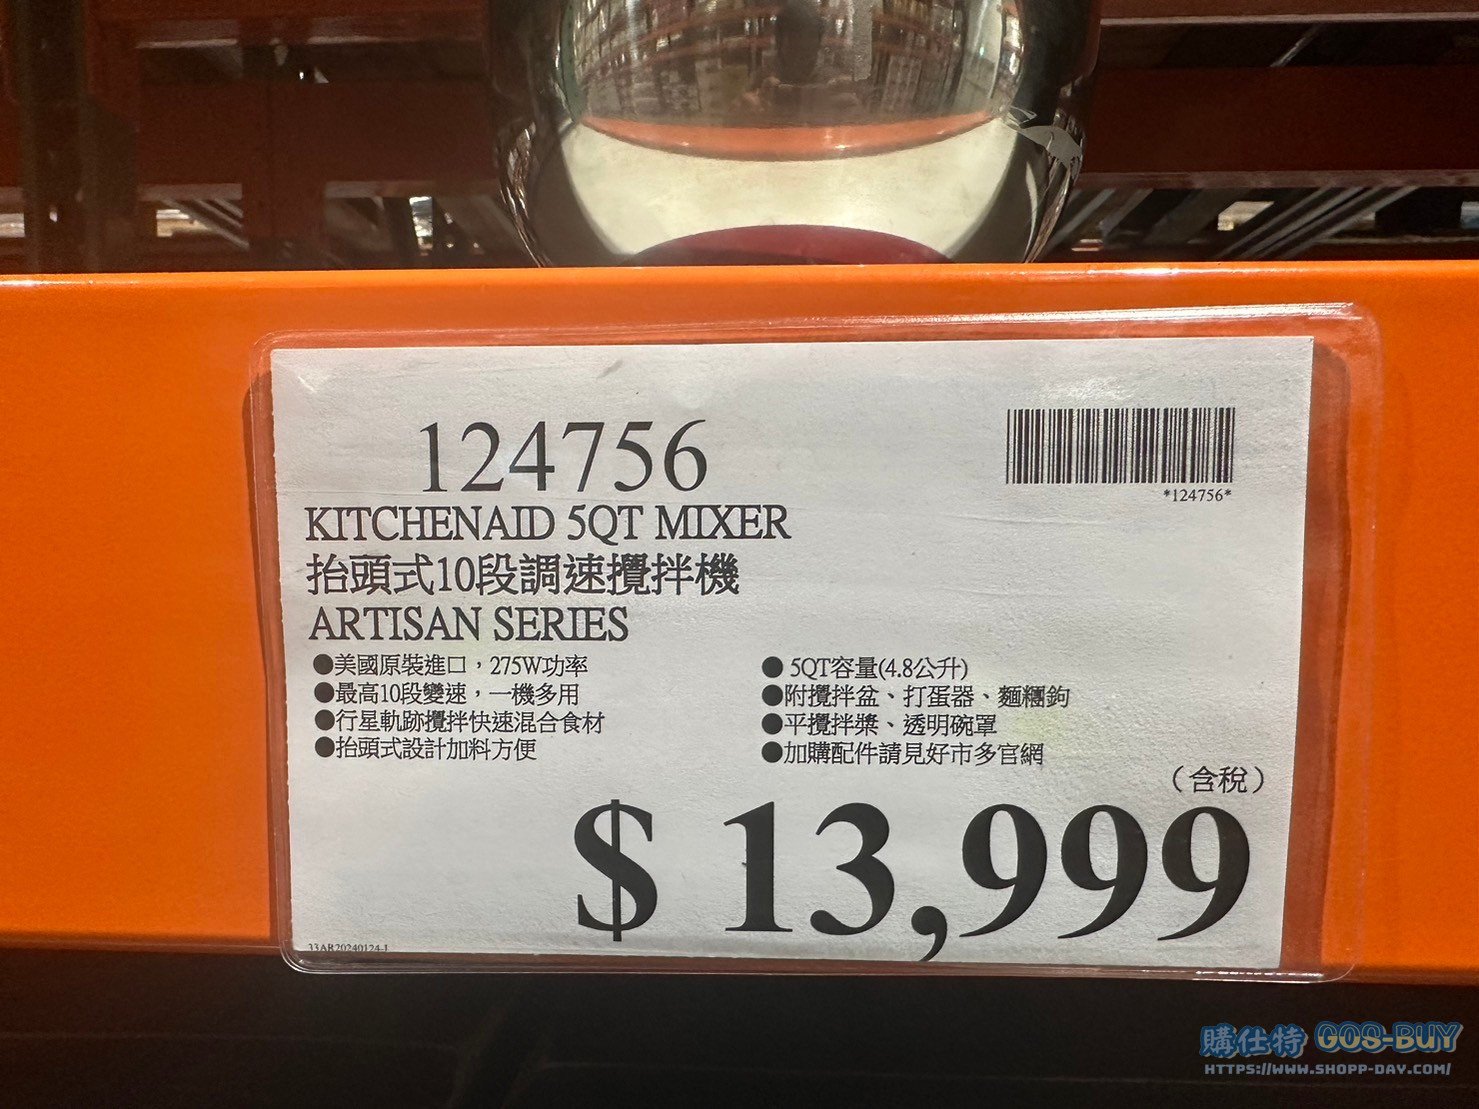 124756
*124756*
KITCHENAID 5QT MIXER
抬頭式10段調速攪拌機
ARTISAN SERIES
●美國原裝進口，275W功率
●最高10段變速，一機多用
●行星軌跡攪拌快速混合食材
●抬頭式設計加料方便
● 5QT容量(4.8公升)
●附攪拌盆、打蛋器、麵糰鉤
●平攪拌槳、透明碗罩
●加購配件請見好市多官網
（含稅）
$ 13,999
33AR20240124-1
購仕特 GOS-BUY
HTTPS://WWW.SHOPP-DAY.COM/